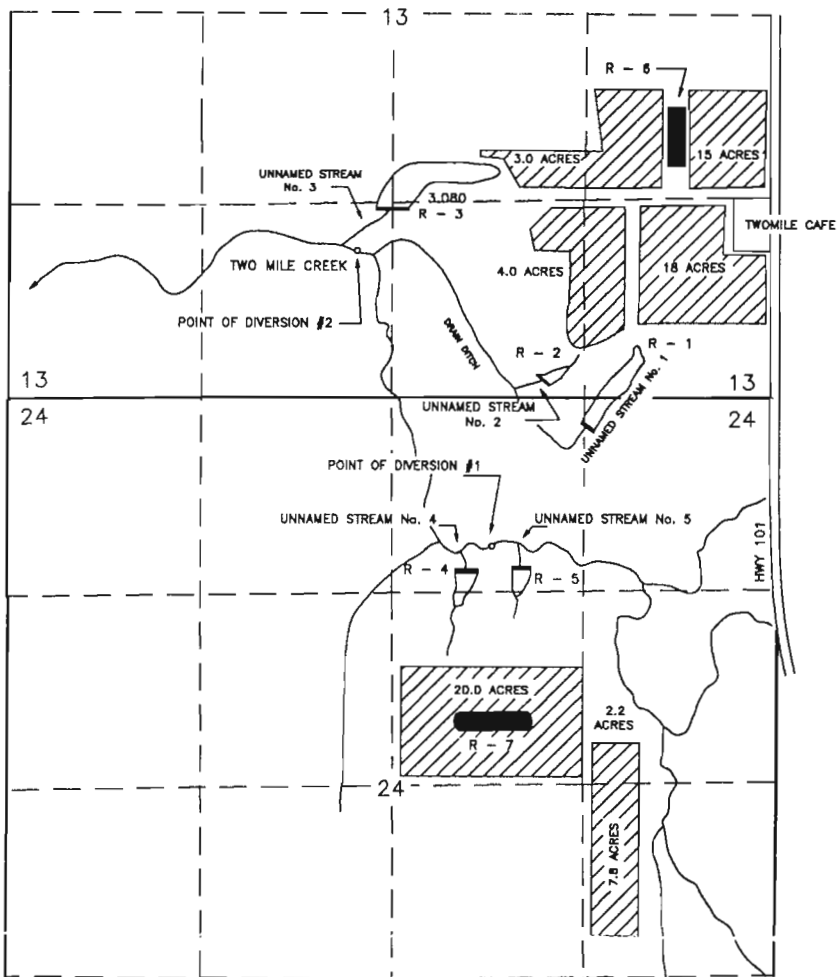 13
R - 6
3.0 ACRES
15 ACRES
UNNAMED STREAM
No. 3
3.080
R - 3
TWOMILE CAFE
TWO MILE CREEK
4.0 ACRES
18 ACRES
POINT OF DIVERSION #2
DRAIN DITCH
R - 2
R - 1
13
13
UNNAMED STREAM
No. 2
UNNAMED STREAM No. 1
24
24
POINT OF DIVERSION #1
UNNAMED STREAM No. 4
UNNAMED STREAM No. 5
HWY 101
R - 4
R - 5
20.0 ACRES
R - 7
2.2
ACRES
24
7.8 ACRES